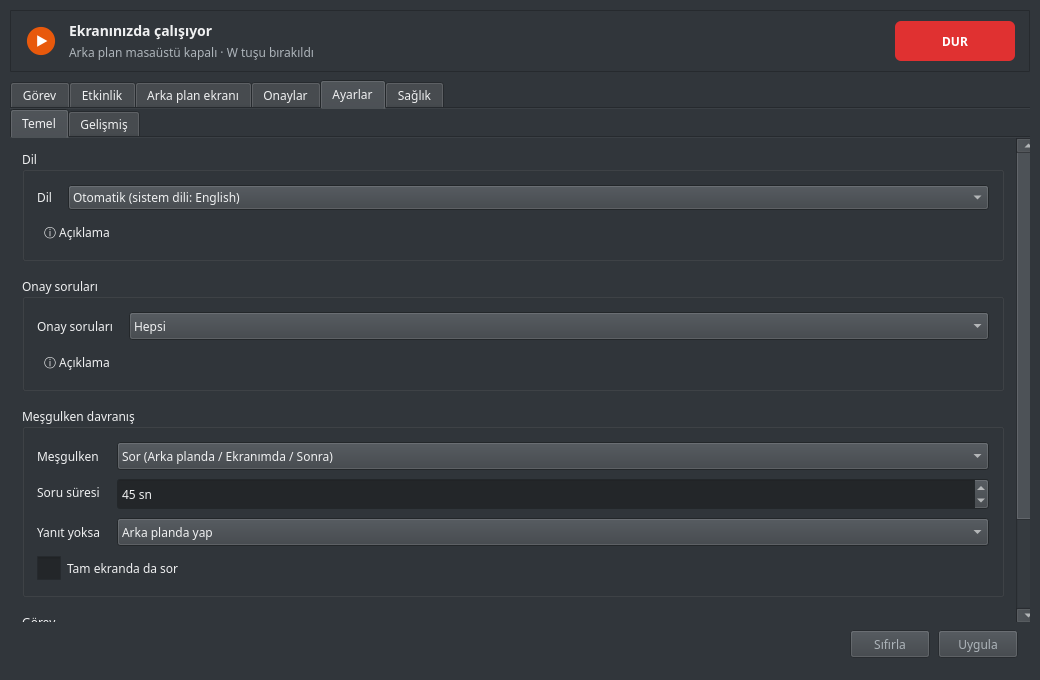 Ekranınızda çalışıyor
Arka plan masaüstü kapalı · W tuşu bırakıldı
DUR
Görev Etkinlik Arka plan ekranı Onaylar Ayarlar Sağlık
Temel Gelişmiş
Dil
Dil Otomatik (sistem dili: English)
ⓘ Açıklama
Onay soruları
Onay soruları Hepsi
ⓘ Açıklama
Meşgulken davranış
Meşgulken Sor (Arka planda / Ekranımda / Sonra)
Soru süresi 45 sn
Yanıt yoksa Arka planda yap
Tam ekranda da sor
Görev
Sıfırla Uygula